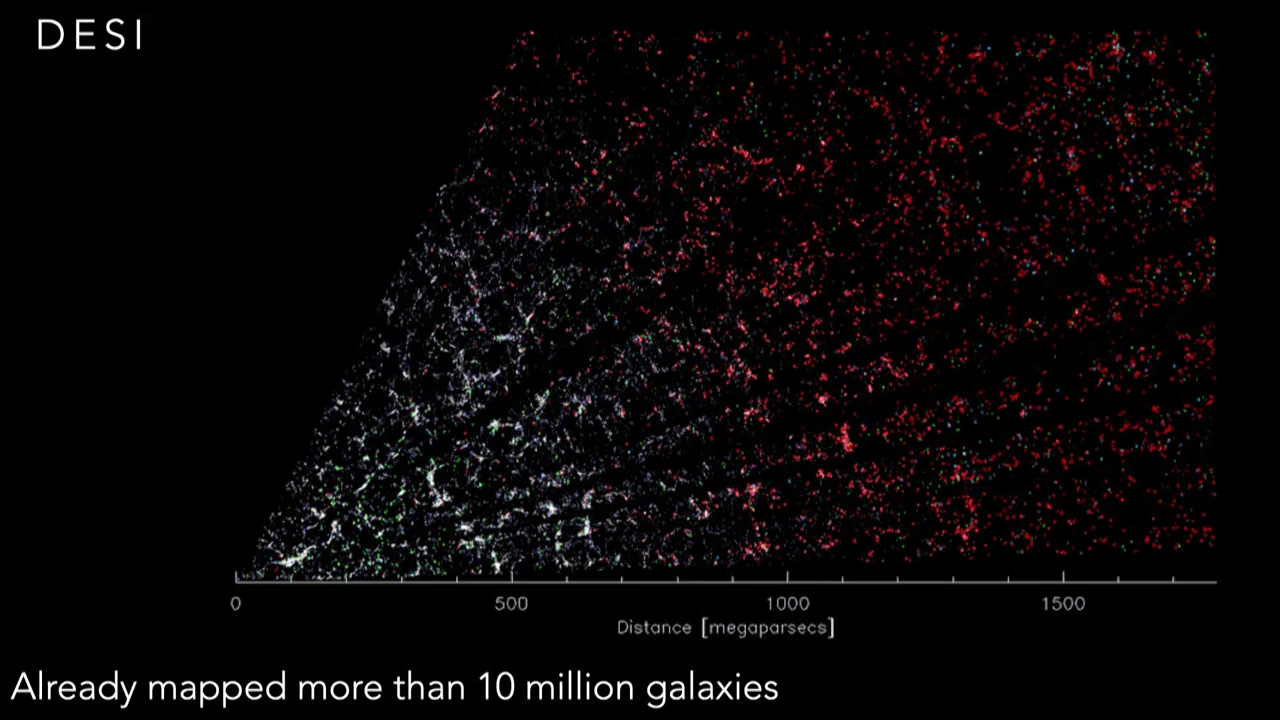 DESI
0 500 1000 1500
Distance [megaparsecs]
Already mapped more than 10 million galaxies